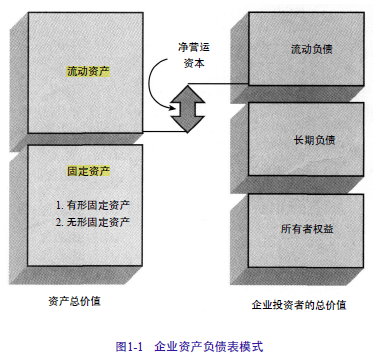 流动资产
固定资产
1. 有形固定资产
2. 无形固定资产
资产总价值
净营运
资本
流动负债
长期负债
所有者权益
企业投资者的总价值
图1-1 企业资产负债表模式